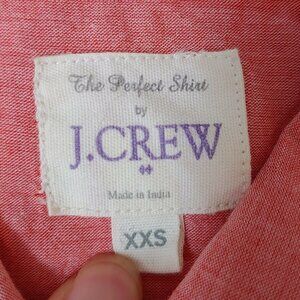 The Perfect Shirt
by
J.CREW
Made in India
XXS